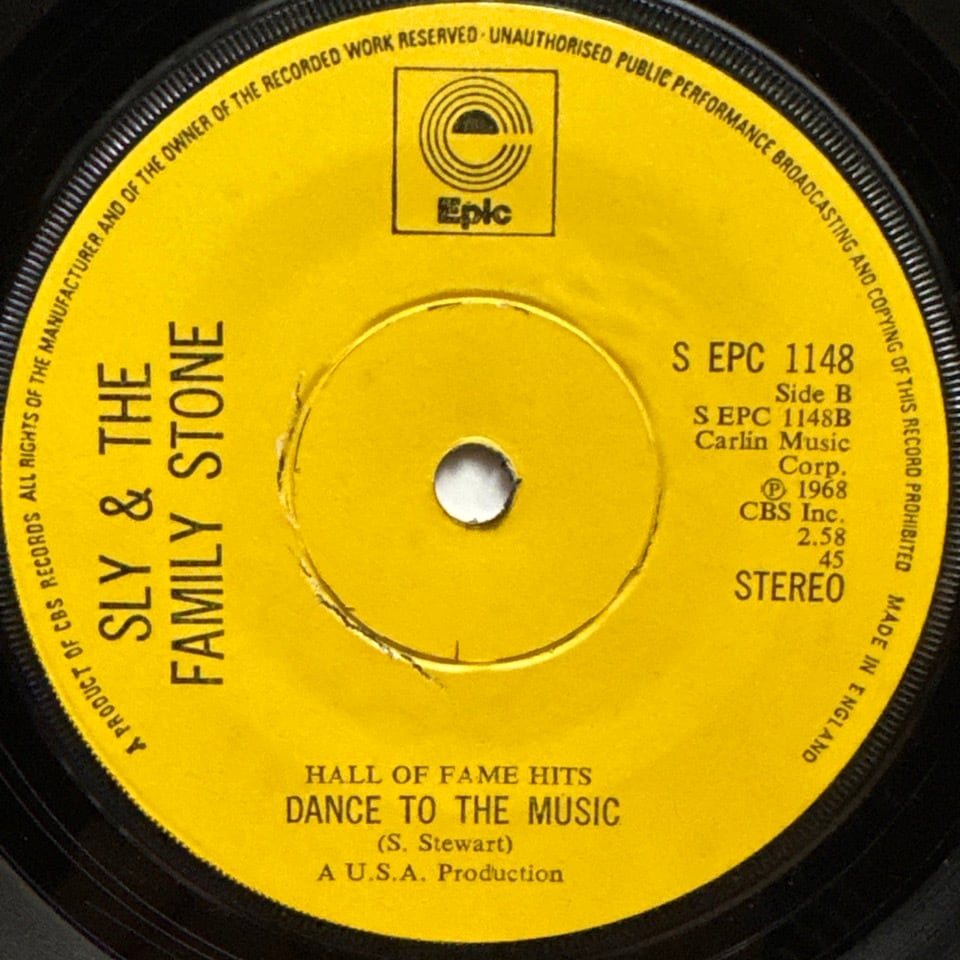 A PRODUCT OF CBS RECORDS ALL RIGHTS OF THE MANUFACTURER AND OF THE OWNER OF THE RECORDED WORK RESERVED · UNAUTHORISED PUBLIC PERFORMANCE BROADCASTING AND COPYING OF THIS RECORD PROHIBITED MADE IN ENGLAND
Epic
SLY & THE
FAMILY STONE
S EPC 1148
Side B
S EPC 1148B
Carlin Music
Corp.
Ⓟ 1968
CBS Inc.
2.58
45
STEREO
HALL OF FAME HITS
DANCE TO THE MUSIC
(S. Stewart)
A U.S.A. Production